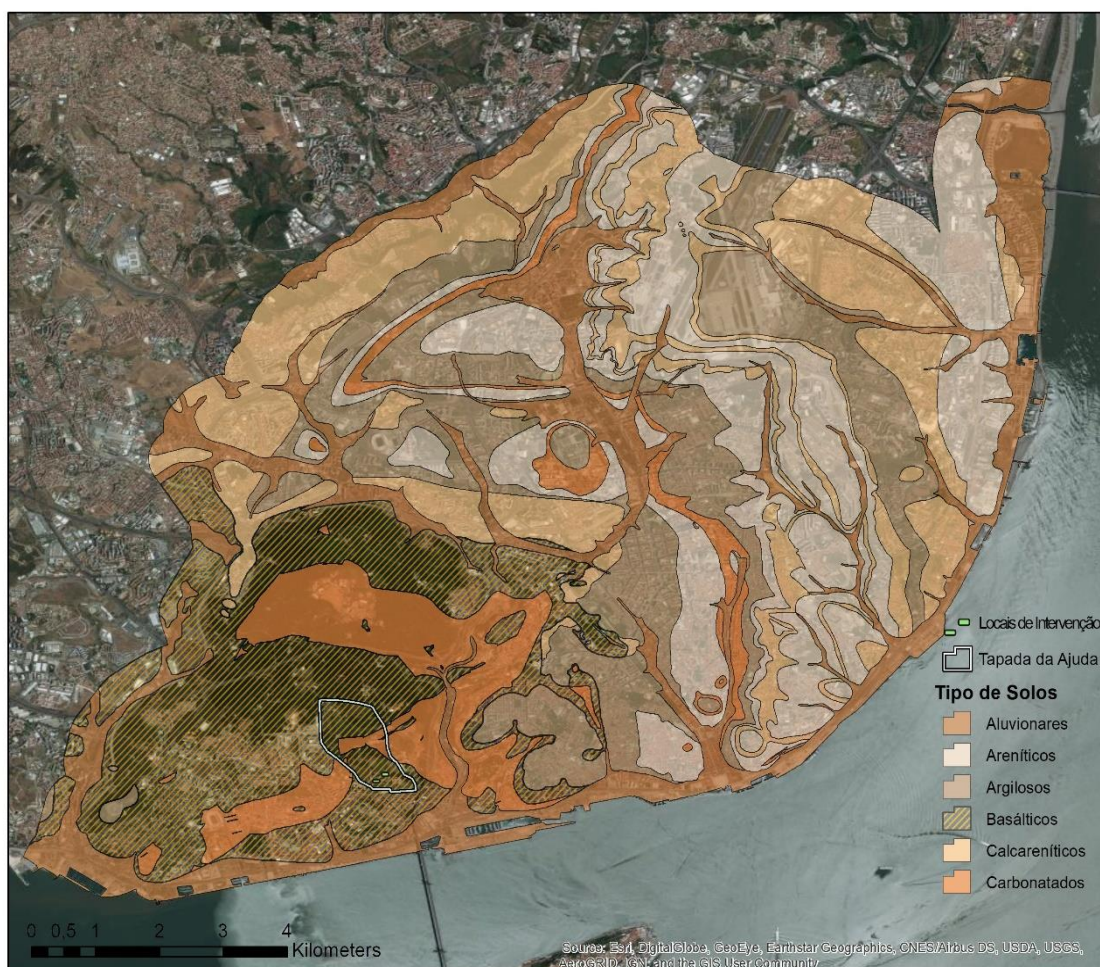 Locais de Intervenção
Tapada da Ajuda
Tipo de Solos
Aluvionares
Areníticos
Argilosos
Basálticos
Calcareníticos
Carbonatados
0 0,5 1 2 3 4
Kilometers
Source: Esri, DigitalGlobe, GeoEye, Earthstar Geographics, CNES/Airbus DS, USDA, USGS,
AeroGRID, IGN, and the GIS User Community